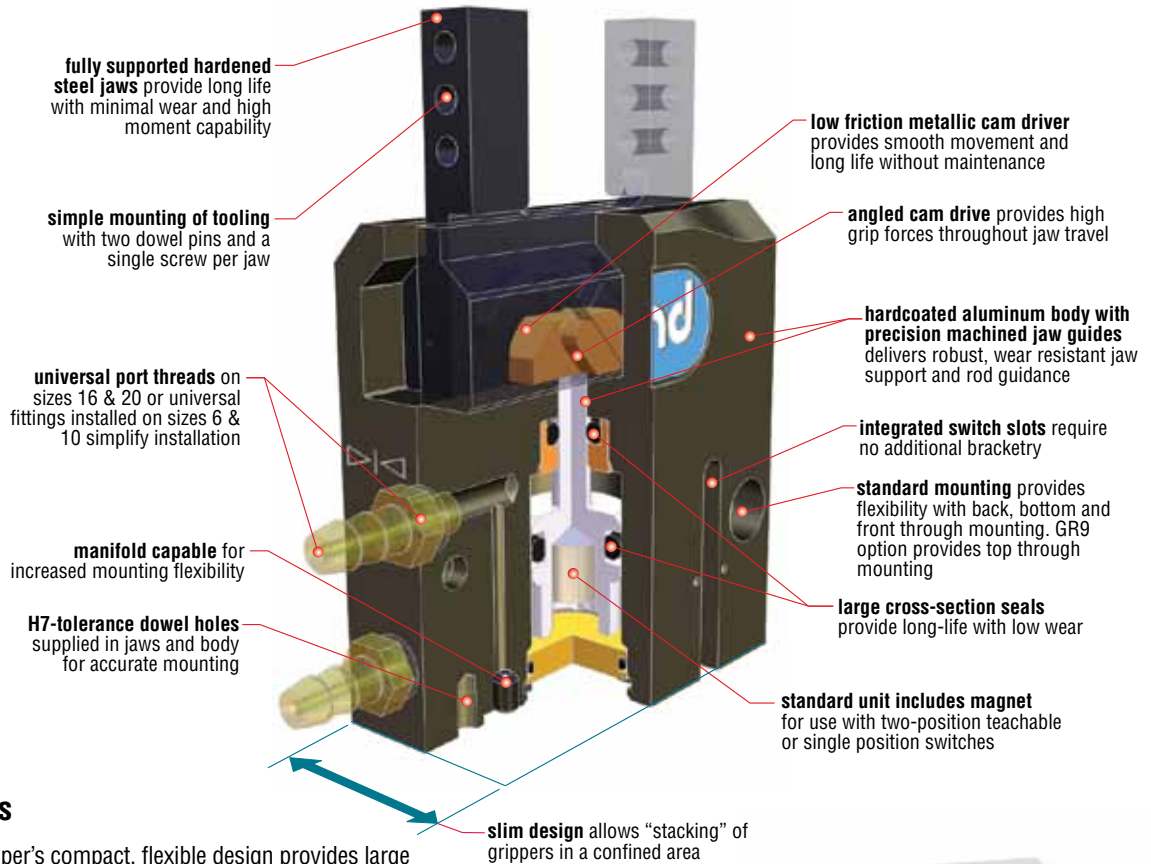 fully supported hardened
steel jaws provide long life
with minimal wear and high
moment capability
simple mounting of tooling
with two dowel pins and a
single screw per jaw
universal port threads on
sizes 16 & 20 or universal
fittings installed on sizes 6 &
10 simplify installation
manifold capable for
increased mounting flexibility
H7-tolerance dowel holes
supplied in jaws and body
for accurate mounting
low friction metallic cam driver
provides smooth movement and
long life without maintenance
angled cam drive provides high
grip forces throughout jaw travel
hardcoated aluminum body with
precision machined jaw guides
delivers robust, wear resistant jaw
support and rod guidance
integrated switch slots require
no additional bracketry
standard mounting provides
flexibility with back, bottom and
front through mounting. GR9
option provides top through
mounting
large cross-section seals
provide long-life with low wear
standard unit includes magnet
for use with two-position teachable
or single position switches
slim design allows “stacking” of
grippers in a confined area
s
per's compact, flexible design provides large